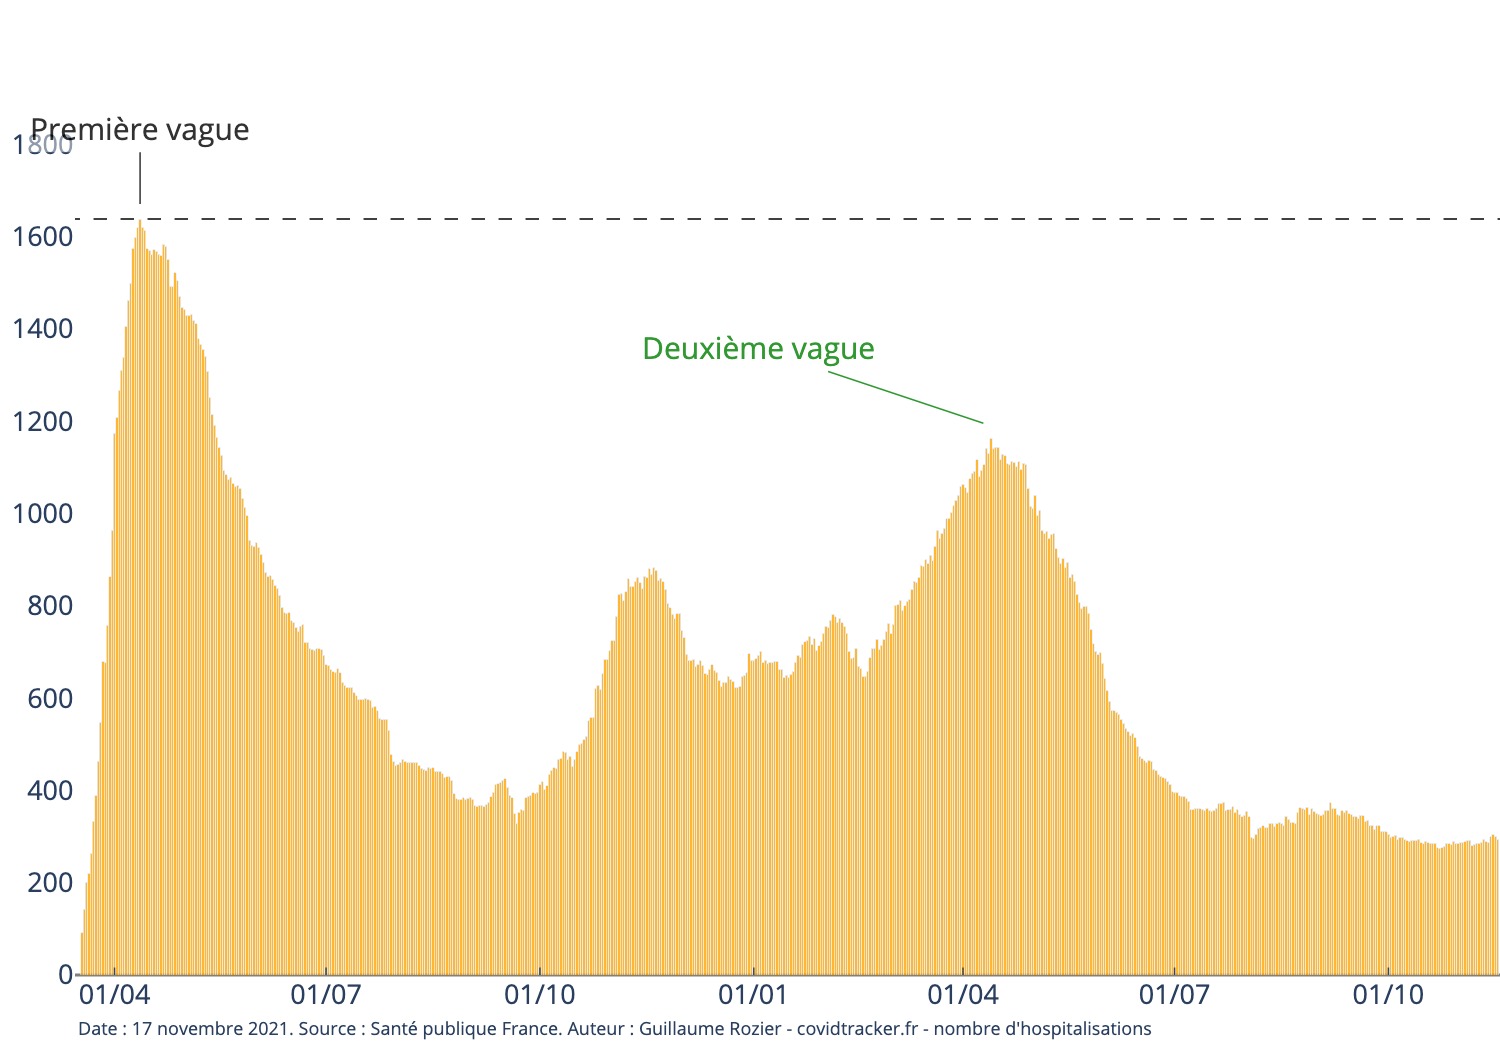 Première vague
1800
1600
1400
Deuxième vague
1200
1000
800
600
400
200
0
01/04 01/07 01/10 01/01 01/04 01/07 01/10
Date : 17 novembre 2021. Source : Santé publique France. Auteur : Guillaume Rozier - covidtracker.fr - nombre d'hospitalisations